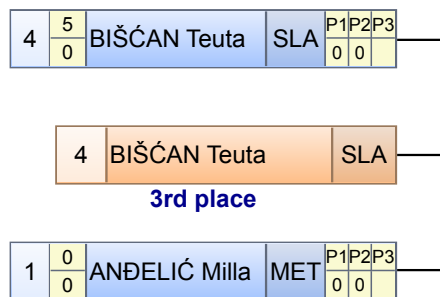 4 5 0 BIŠĆAN Teuta SLA P1 P2 P3 0 0
4 BIŠĆAN Teuta SLA
3rd place
1 0 0 ANĐELIĆ Milla MET P1 P2 P3 0 0